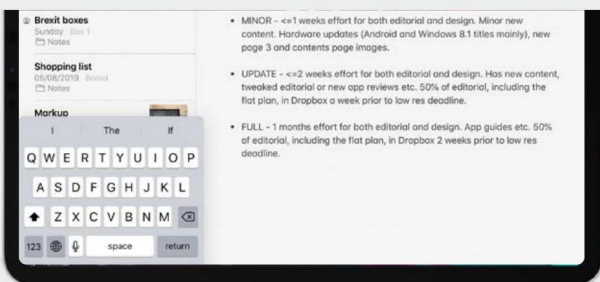 Brexit boxes
Sunday Box 1
Notes
Shopping list
05/08/2019 Bread
Notes
Markup
• MINOR - <=1 weeks effort for both editorial and design. Minor new
content. Hardware updates (Android and Windows 8.1 titles mainly), new
page 3 and contents page images.
• UPDATE - <=2 weeks effort for both editorial and design. Has new content,
tweaked editorial or new app reviews etc. 50% of editorial, including the
flat plan, in Dropbox a week prior to low res deadline.
• FULL - 1 months effort for both editorial and design. App guides etc. 50%
of editorial, including the flat plan, in Dropbox 2 weeks prior to low res
deadline.
I The If
Q W E R T Y U I O P
A S D F G H J K L
Z X C V B N M
123 space return